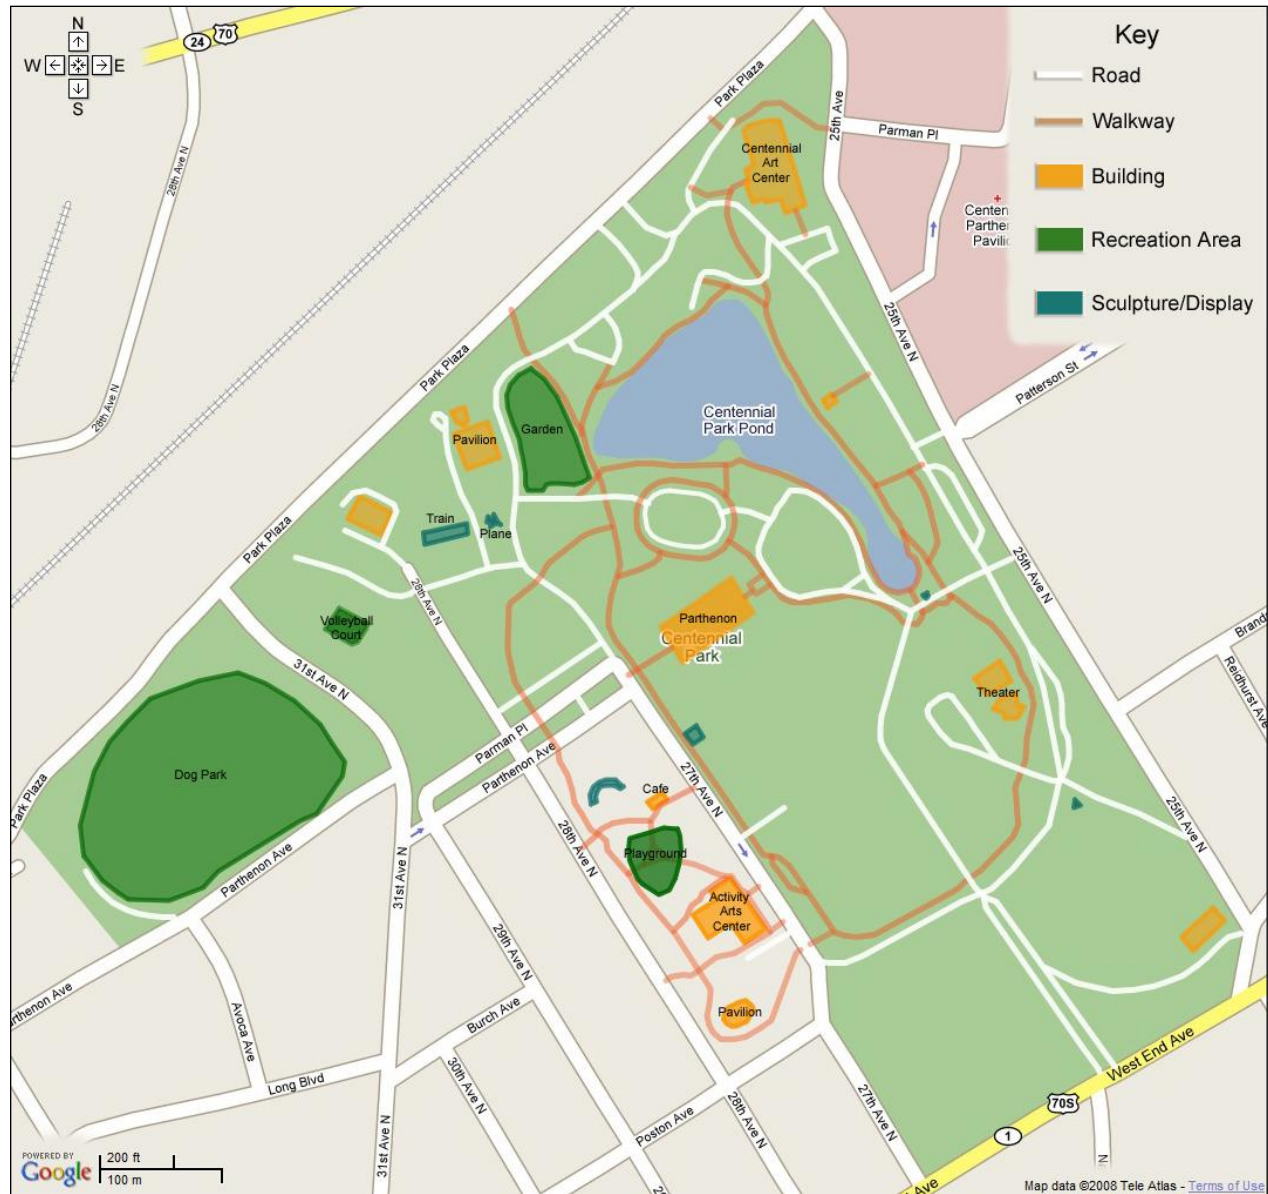 N
W E
S
24
70
Key
Road
Walkway
Building
Recreation Area
Sculpture/Display
Park Plaza
25th Ave
Parman Pl
Centennial
Art
Center
28th Ave N
25th Ave N
Patterson St
Park Plaza
28th Ave N
Centennial
Park Pond
Garden
Pavilion
Train
Plane
Park Plaza
28th Ave N
25th Ave N
Volleyball
Court
Parthenon
Centennial
Park
31st Ave N
Theater
Reidhurst Ave
Dog Park
Park Plaza
Parman Pl
Parthenon Ave
27th Ave N
Cafe
Playground
25th Ave N
28th Ave N
Parthenon Ave
31st Ave N
Activity
Arts
Center
29th Ave N
Pavilion
Avoca Ave
Burch Ave
Long Blvd
30th Ave N
West End Ave
70S
1
Poston Ave
28th Ave N
27th Ave N
31st Ave N
POWERED BY
Google
200 ft
100 m
Map data ©2008 Tele Atlas - Terms of Use